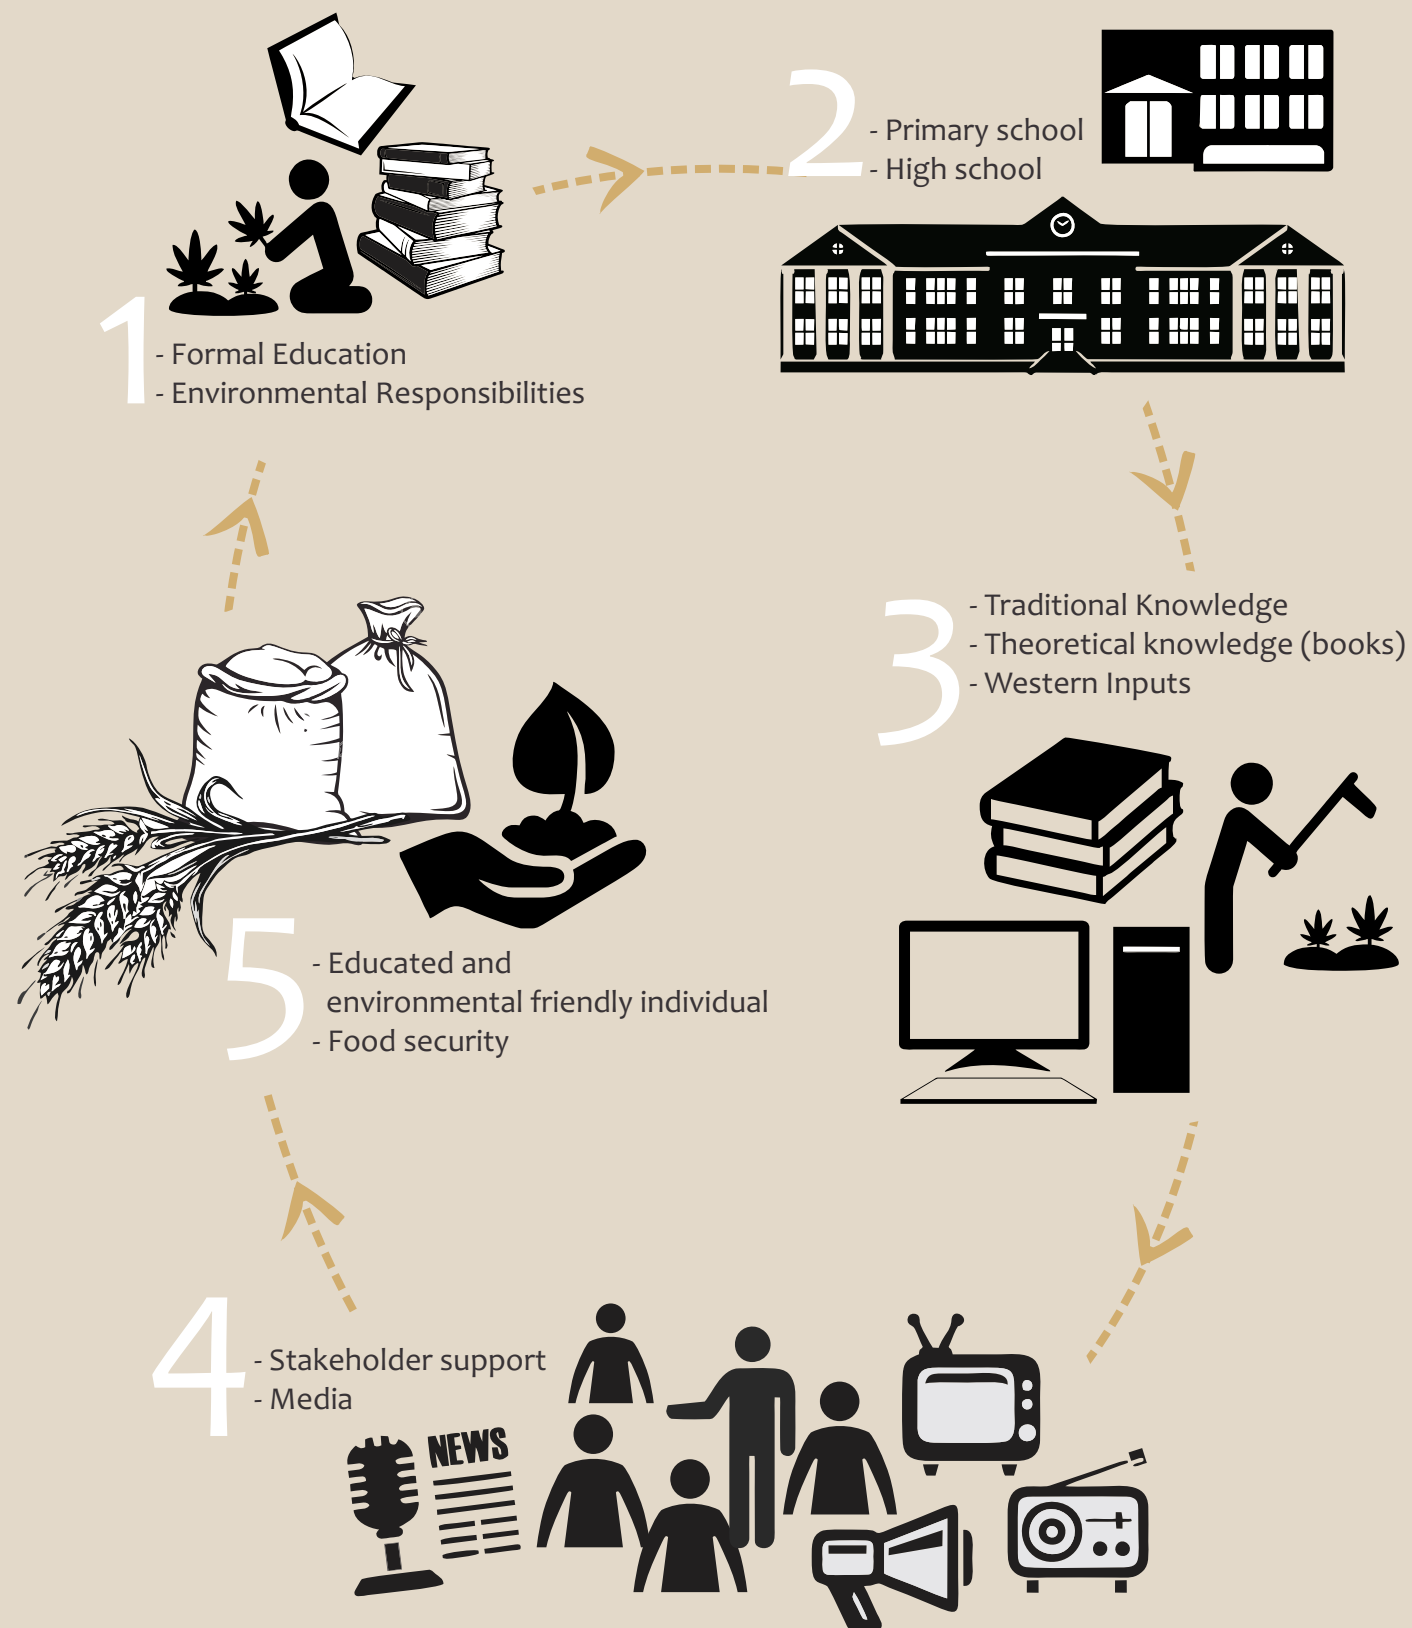 1
- Formal Education
- Environmental Responsibilities
2
- Primary school
- High school
3
- Traditional Knowledge
- Theoretical knowledge (books)
- Western Inputs
4
- Stakeholder support
- Media
NEWS
5
- Educated and
environmental friendly individual
- Food security